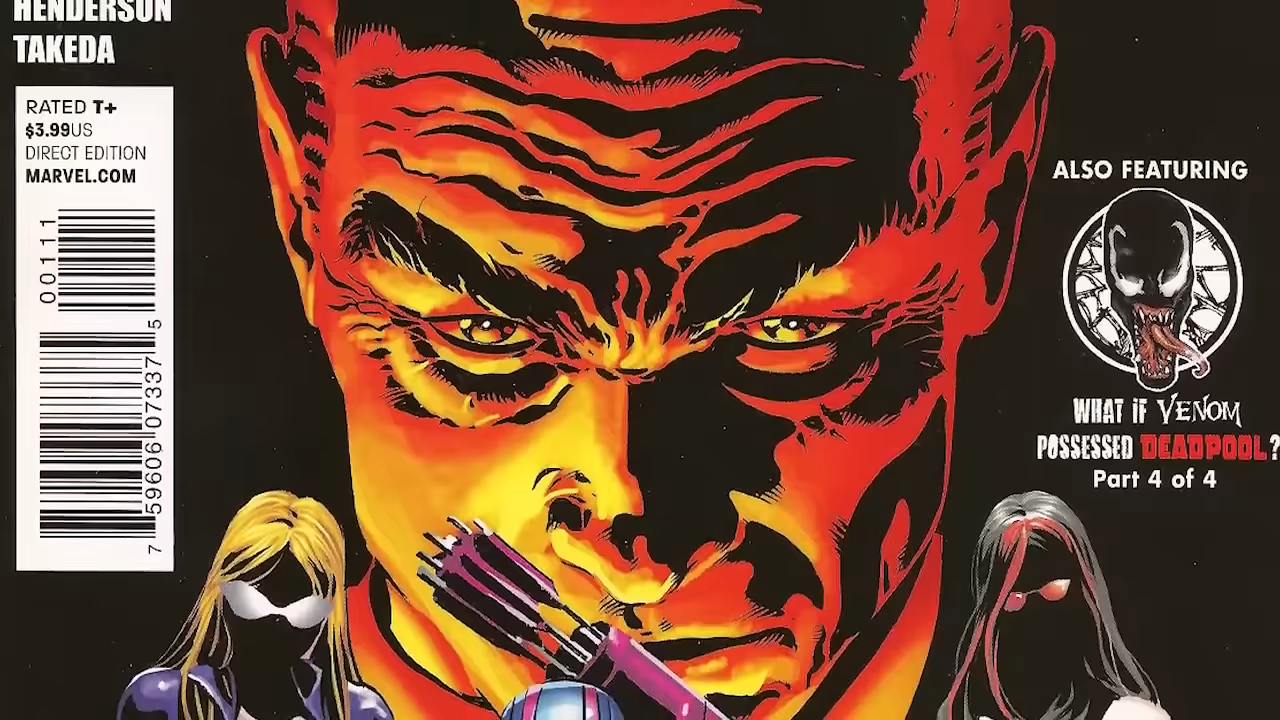 HENDERSON
TAKEDA
RATED T+
$3.99US
DIRECT EDITION
MARVEL.COM
00111
7 59606 07337 5
ALSO FEATURING
WHAT iF VENOM
POSSESSED DEADPOOL?
Part 4 of 4